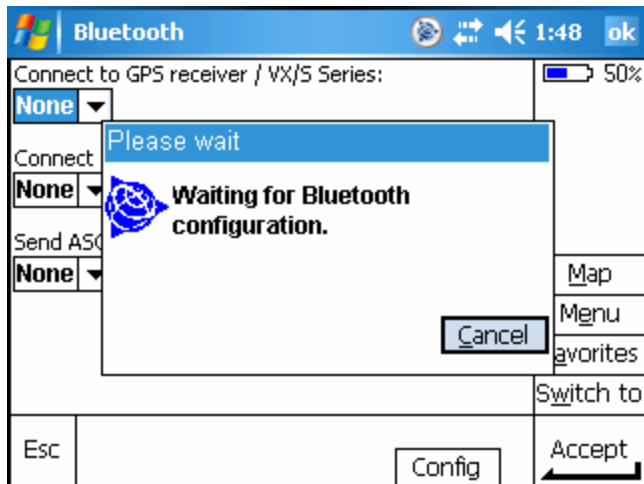 Bluetooth 1:48 ok
Connect to GPS receiver / VX/S Series:
50%
None
Please wait
Connect
None
Waiting for Bluetooth
configuration.
Send ASC
None
Cancel
Map
Menu
avorites
Switch to
Esc
Config
Accept